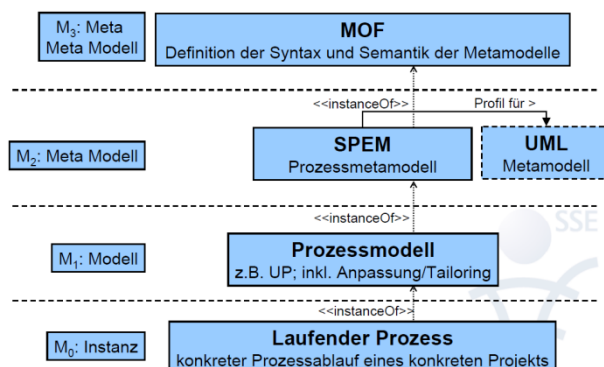 M3: Meta
Meta Modell
MOF
Definition der Syntax und Semantik der Metamodelle
<<instanceOf>>
Profil für >
M2: Meta Modell
SPEM
Prozessmetamodell
UML
Metamodell
<<instanceOf>>
SSE
M1: Modell
Prozessmodell
z.B. UP; inkl. Anpassung/Tailoring
<<instanceOf>>
M0: Instanz
Laufender Prozess
konkreter Prozessablauf eines konkreten Projekts